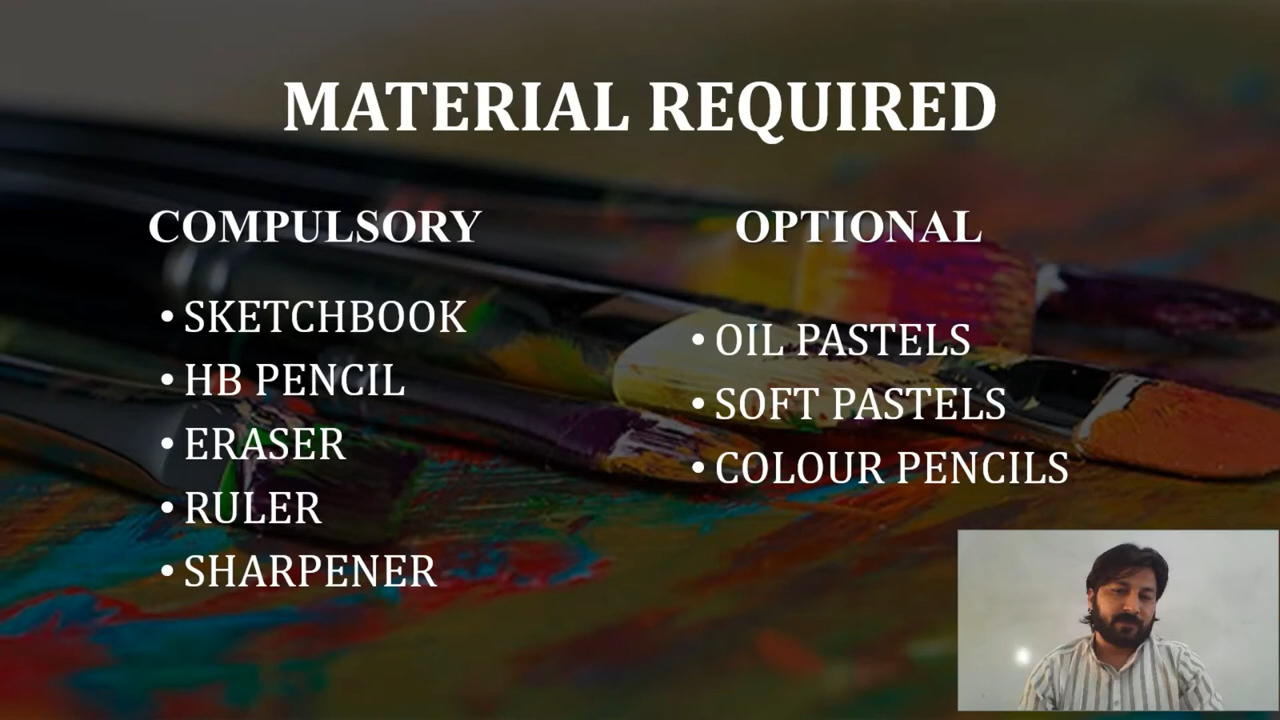 MATERIAL REQUIRED
COMPULSORY
• SKETCHBOOK
• HB PENCIL
• ERASER
• RULER
• SHARPENER
OPTIONAL
• OIL PASTELS
• SOFT PASTELS
• COLOUR PENCILS